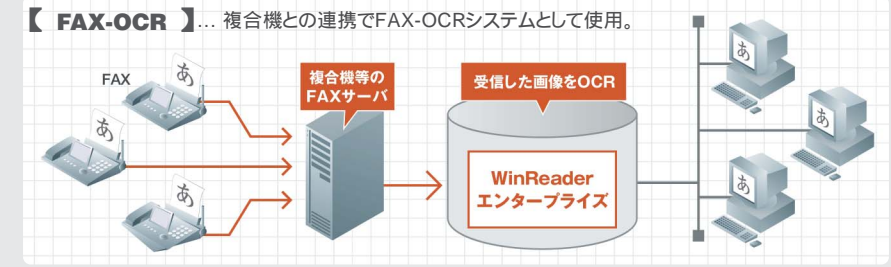 【 FAX-OCR 】… 複合機との連携でFAX-OCRシステムとして使用。
FAX
あ
あ
あ
複合機等の
FAXサーバ
受信した画像をOCR
WinReader
エンタープライズ
あ
あ
あ